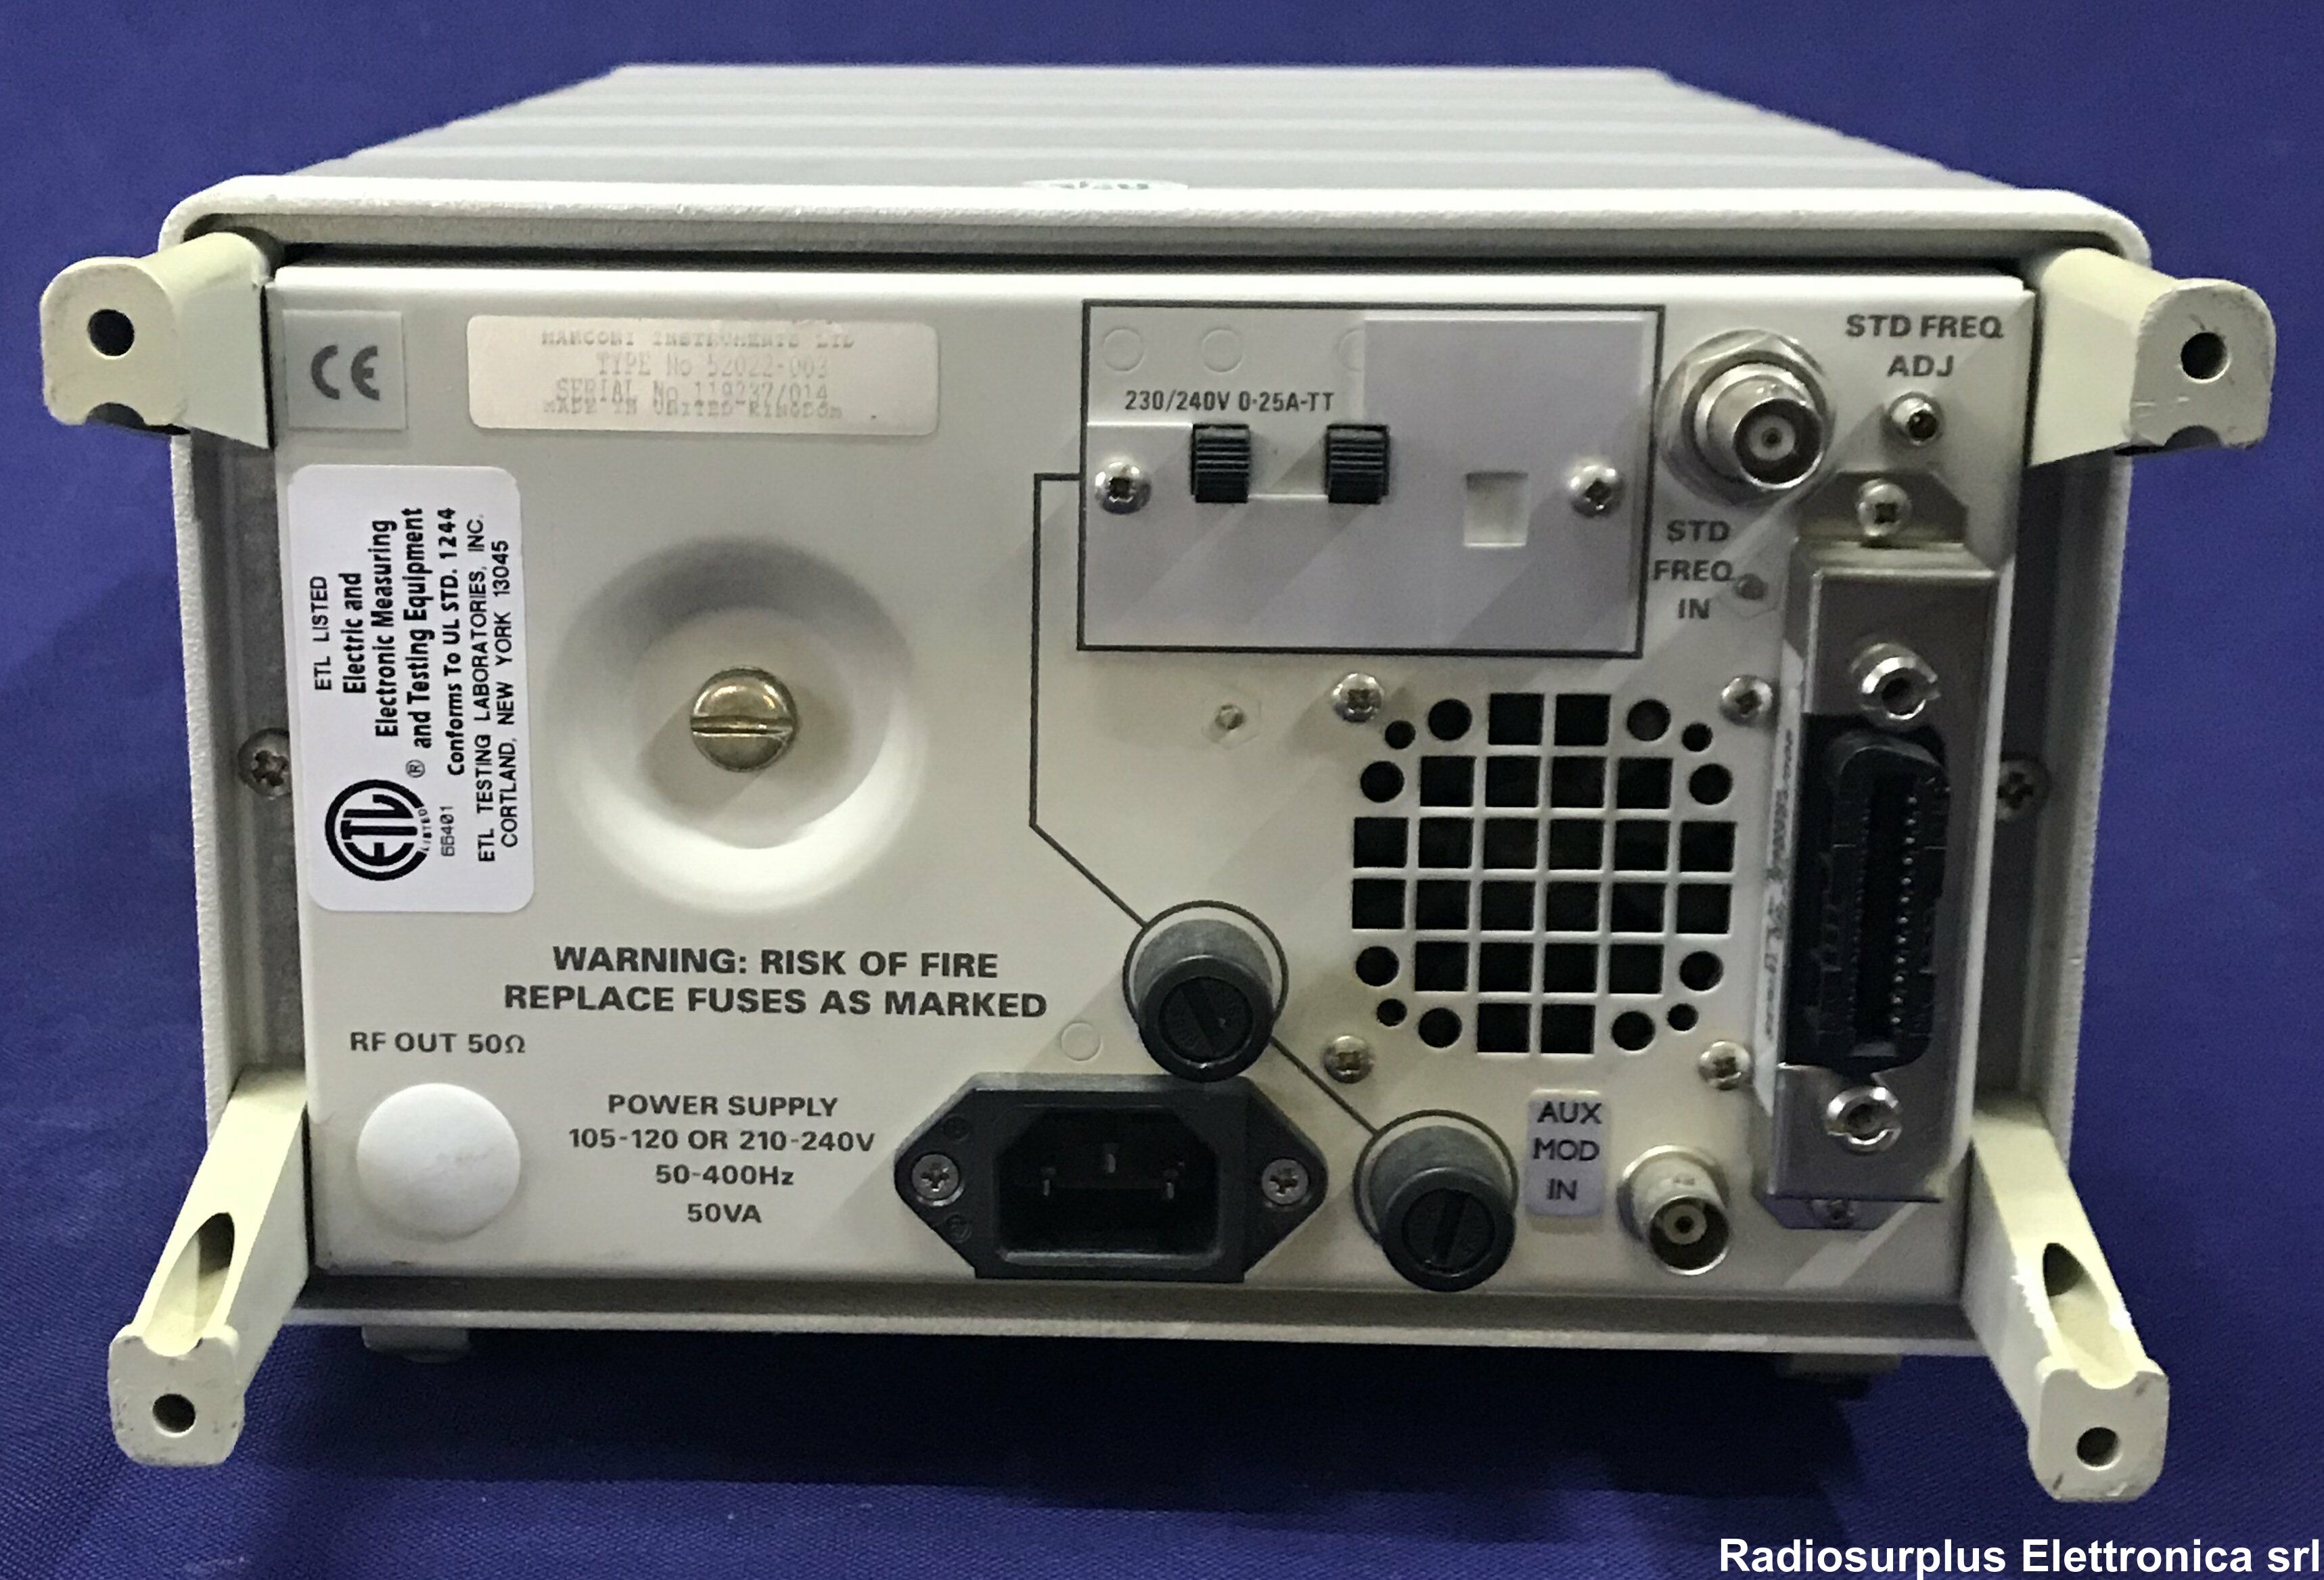 CE
MARCONI INSTRUMENTS LTD
TYPE No 52022-003
SERIAL No 119237/014
MADE IN UNITED KINGDOM
230/240V 0·25A-TT
STD FREQ
ADJ
STD
FREQ
IN
ETL LISTED
Electric and
Electronic Measuring
and Testing Equipment
Conforms To UL STD. 1244
ETL TESTING LABORATORIES, INC.
CORTLAND, NEW YORK 13045
ETL
LISTED
®
66401
WARNING: RISK OF FIRE
REPLACE FUSES AS MARKED
RF OUT 50Ω
POWER SUPPLY
105-120 OR 210-240V
50-400Hz
50VA
AUX
MOD
IN
Radiosurplus Elettronica srl